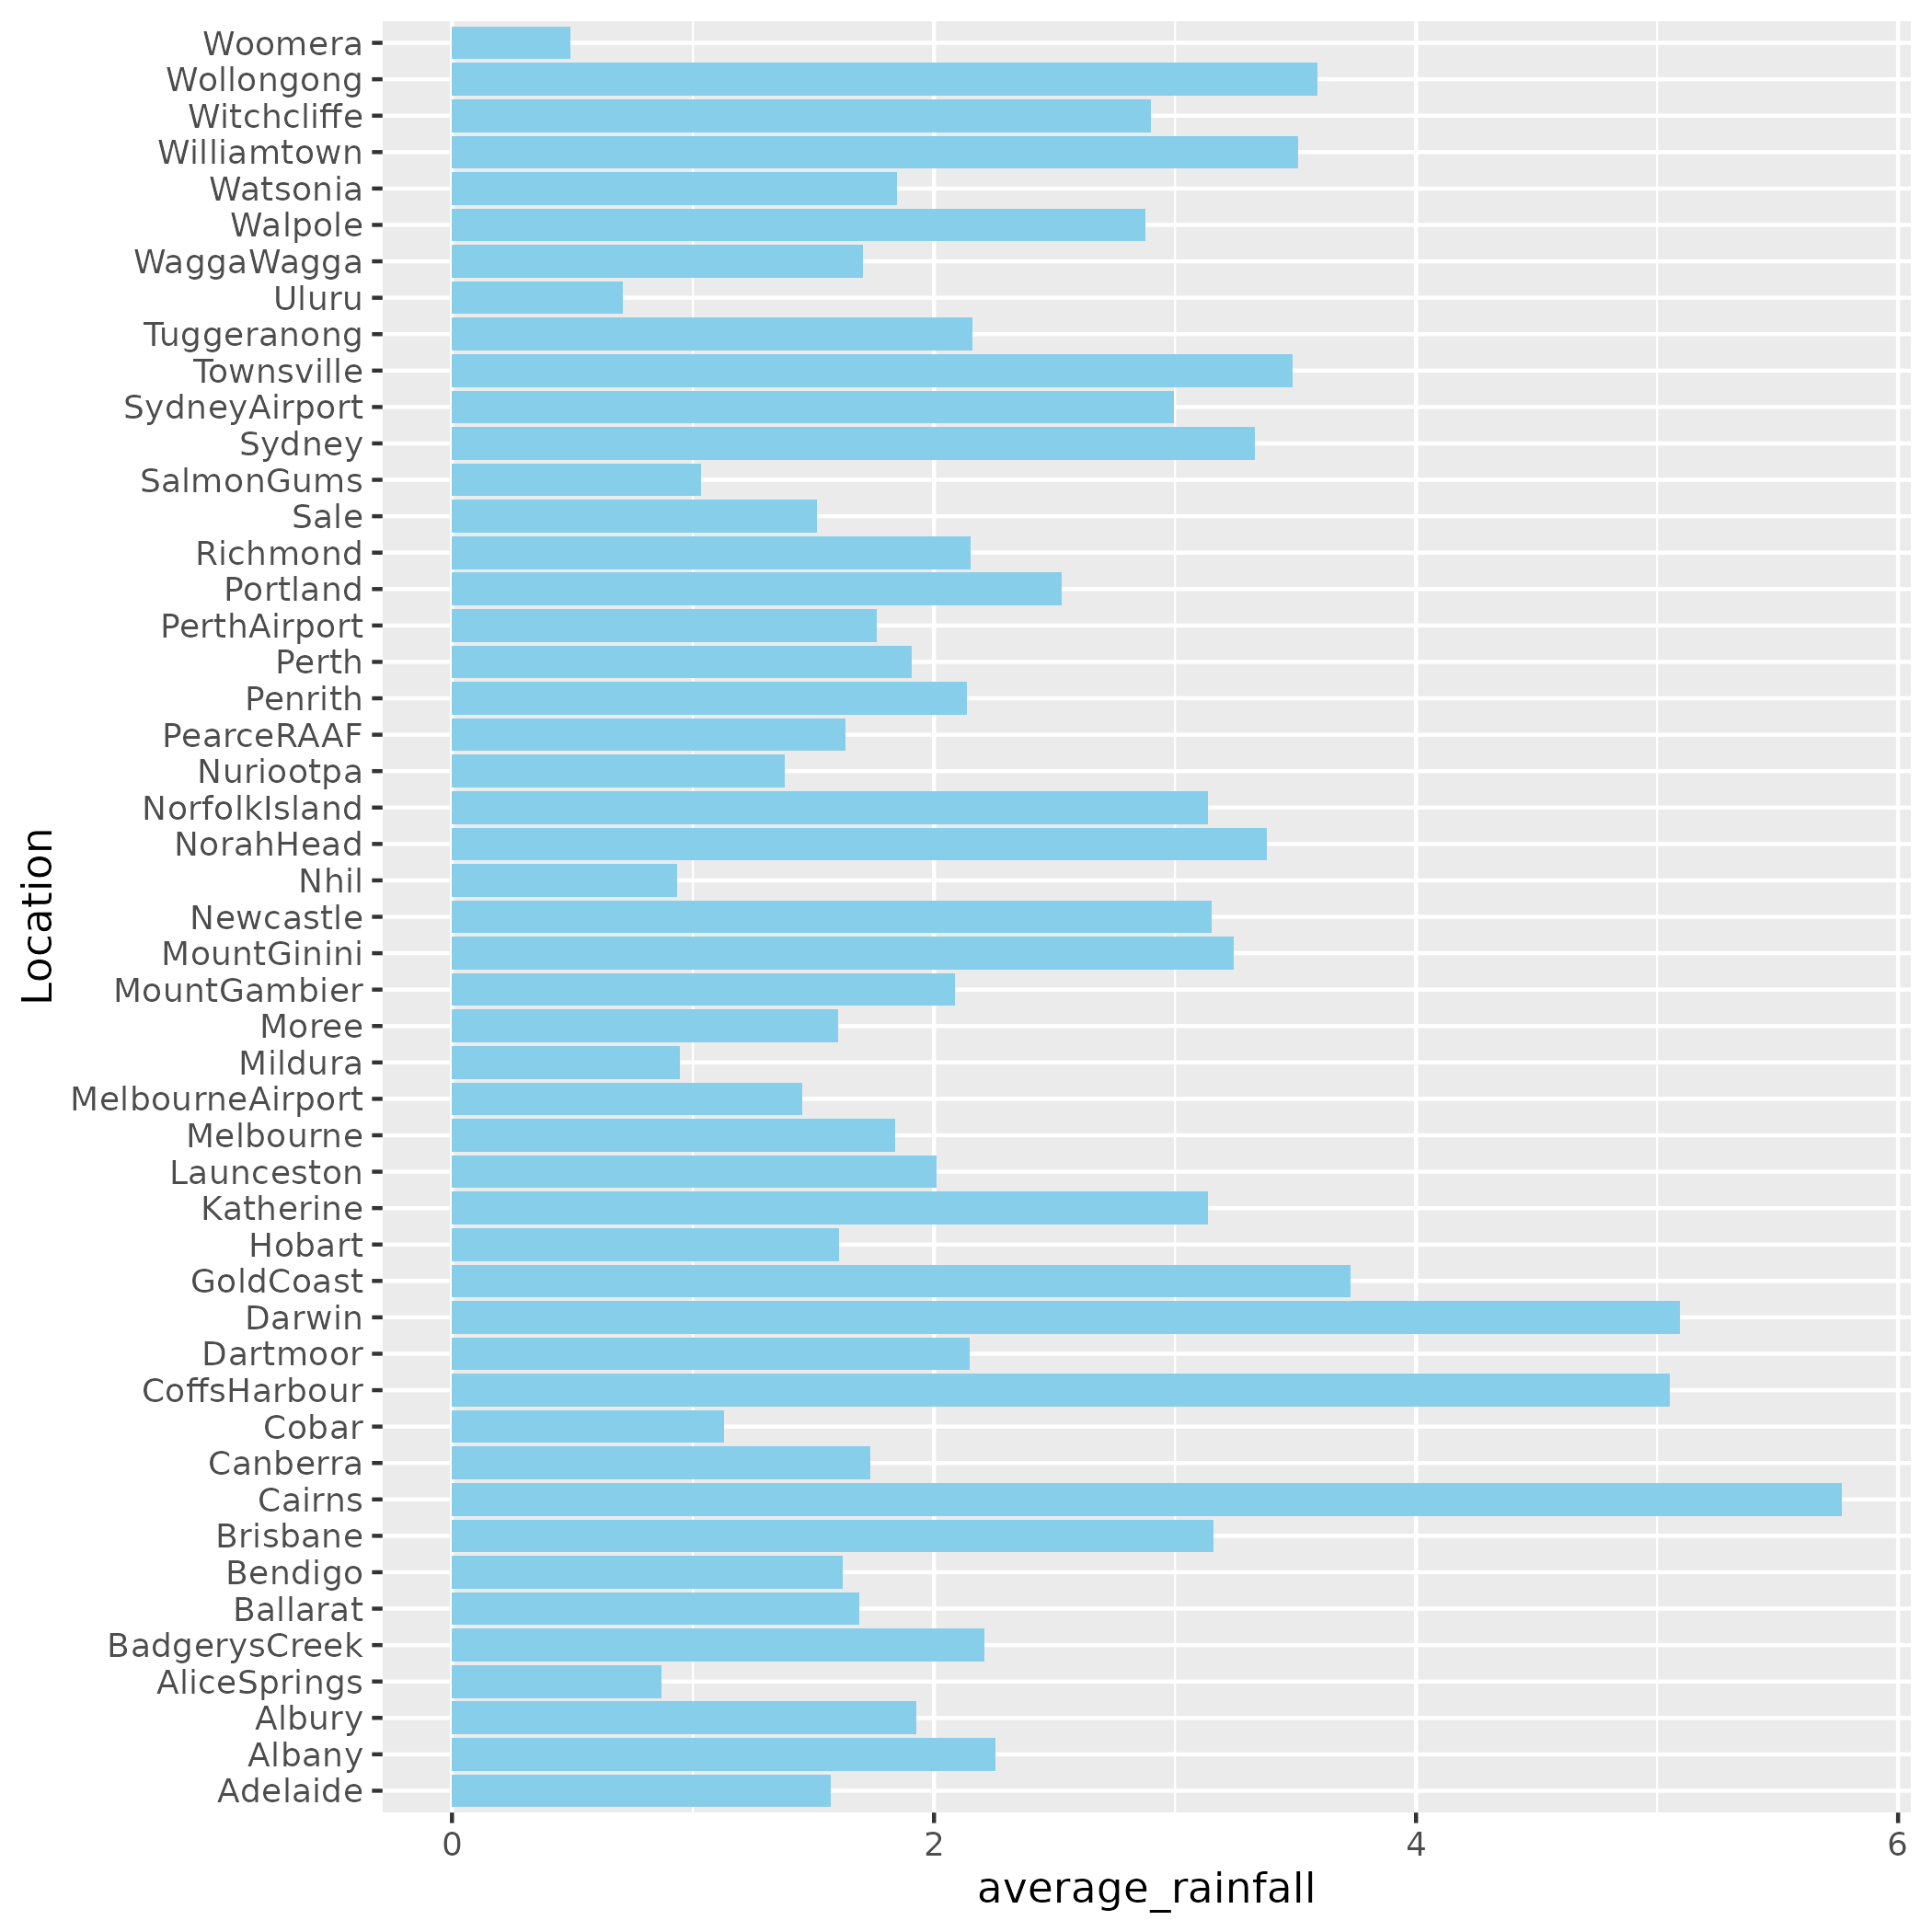 Woomera
Wollongong
Witchcliffe
Williamtown
Watsonia
Walpole
WaggaWagga
Uluru
Tuggeranong
Townsville
SydneyAirport
Sydney
SalmonGums
Sale
Richmond
Portland
PerthAirport
Perth
Penrith
PearceRAAF
Nuriootpa
NorfolkIsland
NorahHead
Nhil
Newcastle
MountGinini
MountGambier
Moree
Mildura
MelbourneAirport
Melbourne
Launceston
Katherine
Hobart
GoldCoast
Darwin
Dartmoor
CoffsHarbour
Cobar
Canberra
Cairns
Brisbane
Bendigo
Ballarat
BadgerysCreek
AliceSprings
Albury
Albany
Adelaide
Location
0 2 4 6
average_rainfall